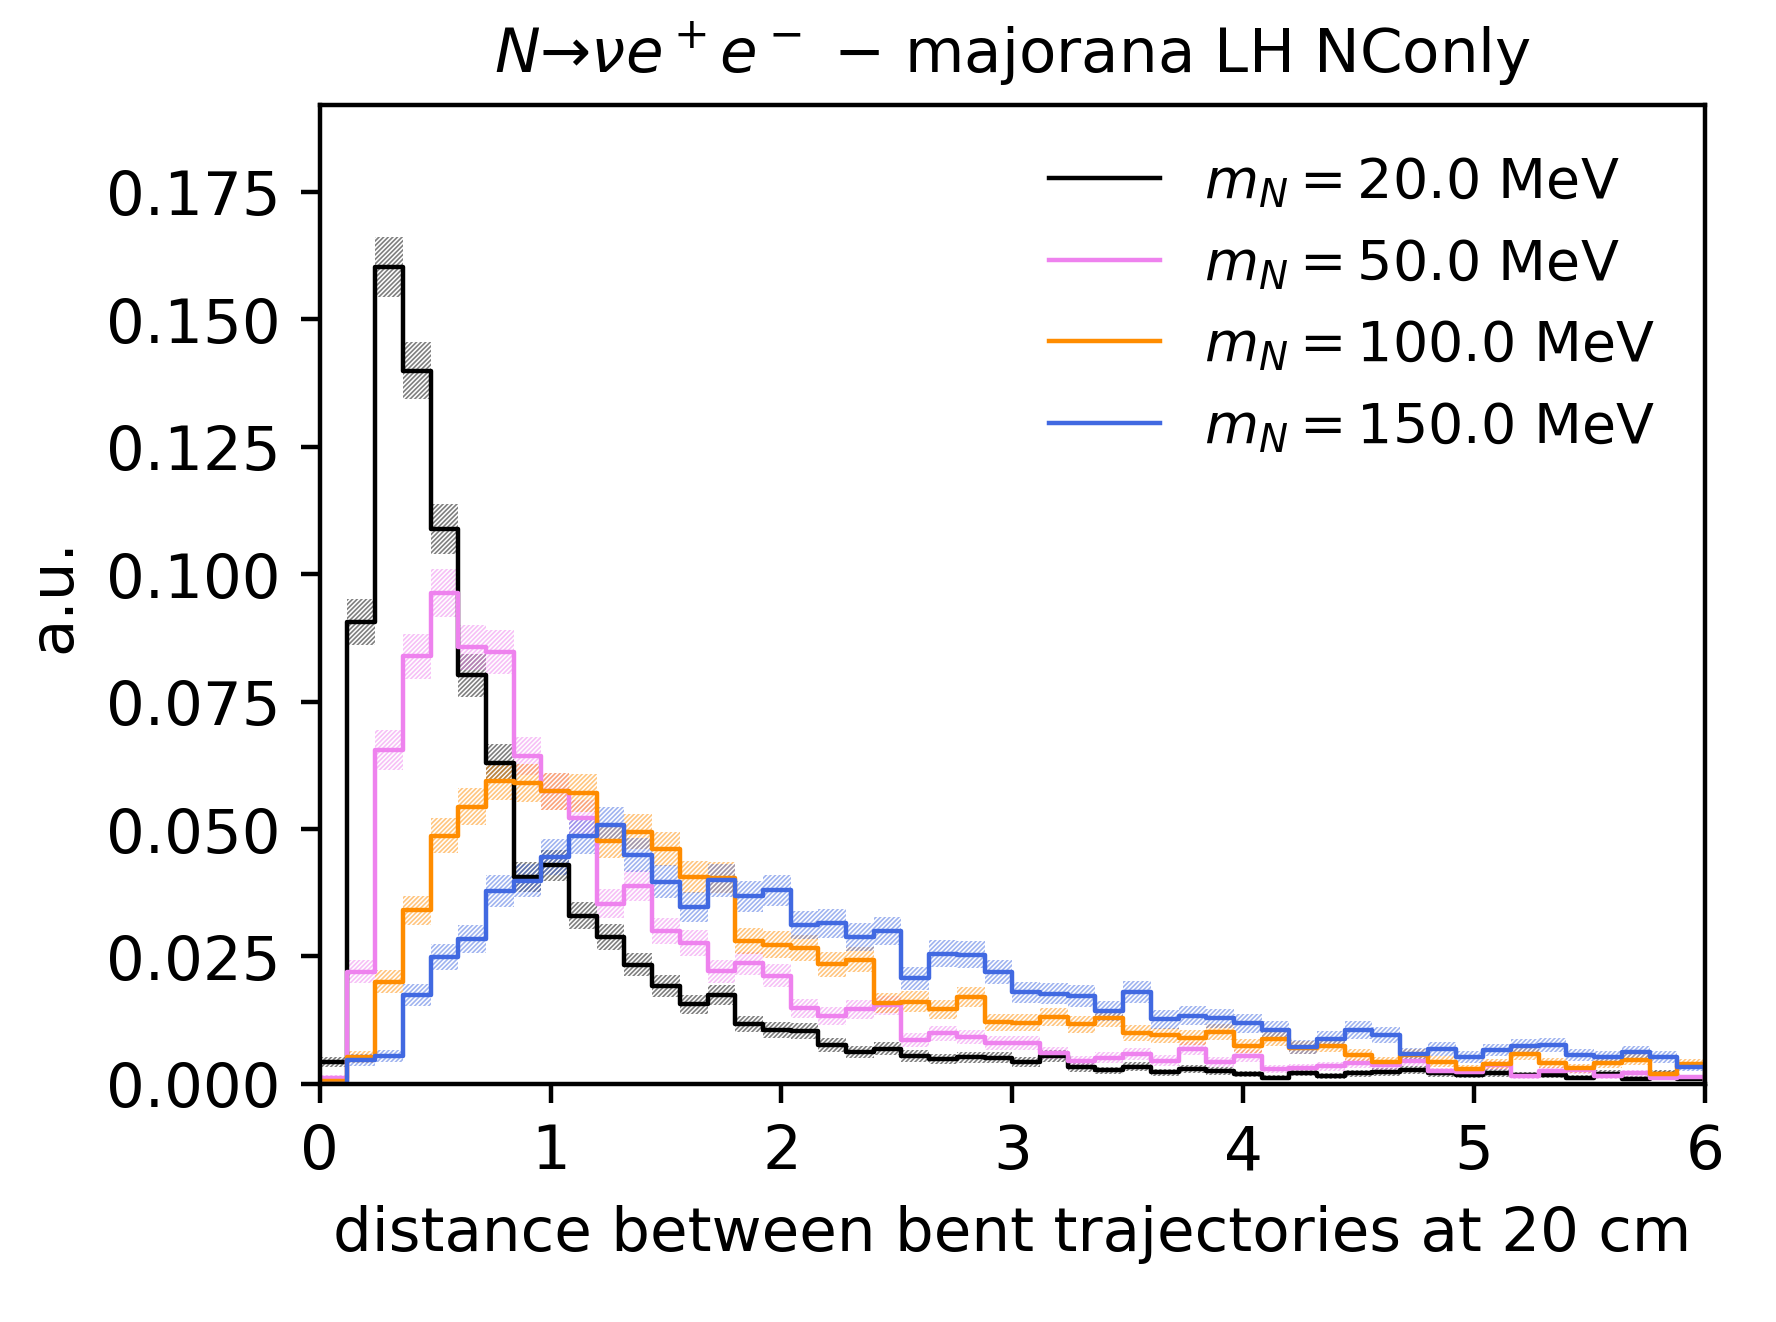 N→νe⁺e⁻ − majorana LH NConly
m_N = 20.0 MeV
m_N = 50.0 MeV
m_N = 100.0 MeV
m_N = 150.0 MeV
a.u.
0.175
0.150
0.125
0.100
0.075
0.050
0.025
0.000
0 1 2 3 4 5 6
distance between bent trajectories at 20 cm